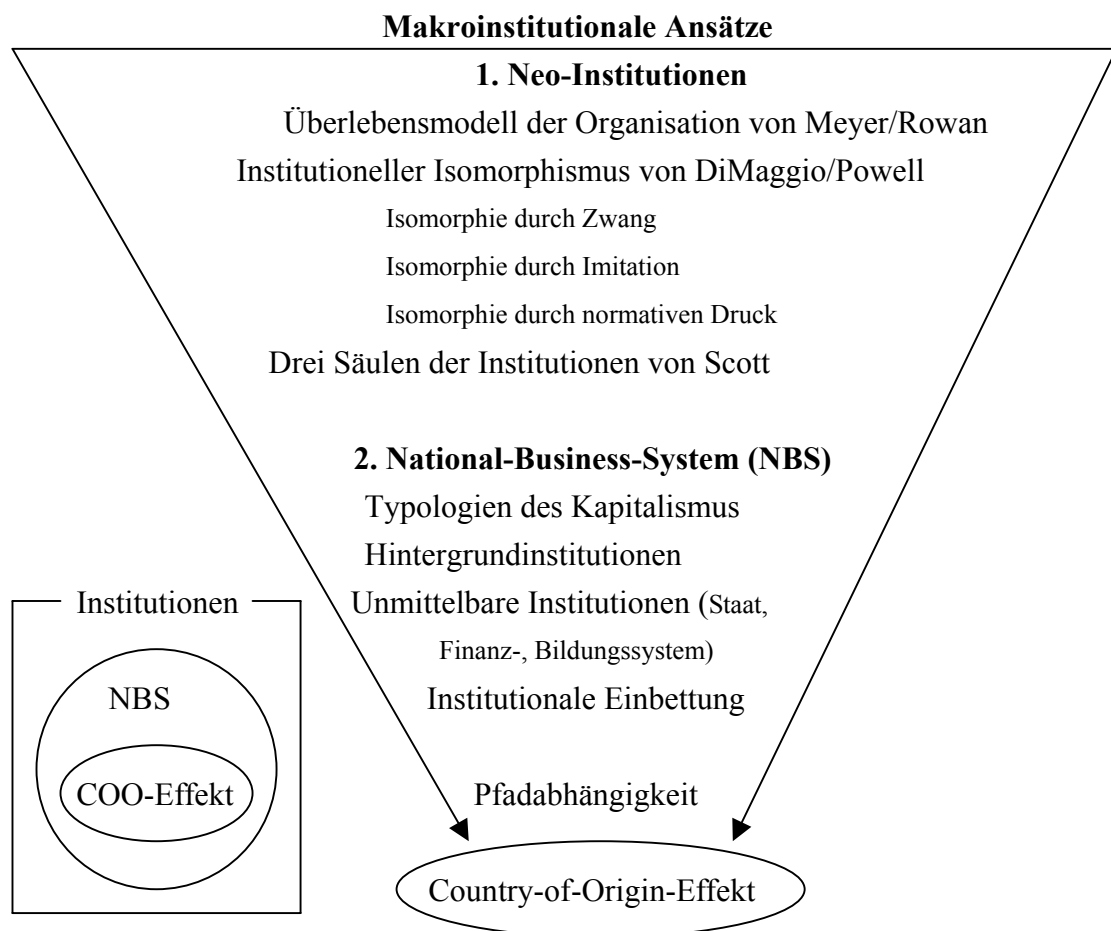 Makroinstitutionale Ansätze
1. Neo-Institutionen
Überlebensmodell der Organisation von Meyer/Rowan
Institutioneller Isomorphismus von DiMaggio/Powell
Isomorphie durch Zwang
Isomorphie durch Imitation
Isomorphie durch normativen Druck
Drei Säulen der Institutionen von Scott
2. National-Business-System (NBS)
Typologien des Kapitalismus
Hintergrundinstitutionen
Unmittelbare Institutionen (Staat,
Finanz-, Bildungssystem)
Institutionale Einbettung
Pfadabhängigkeit
Country-of-Origin-Effekt
Institutionen
NBS
COO-Effekt